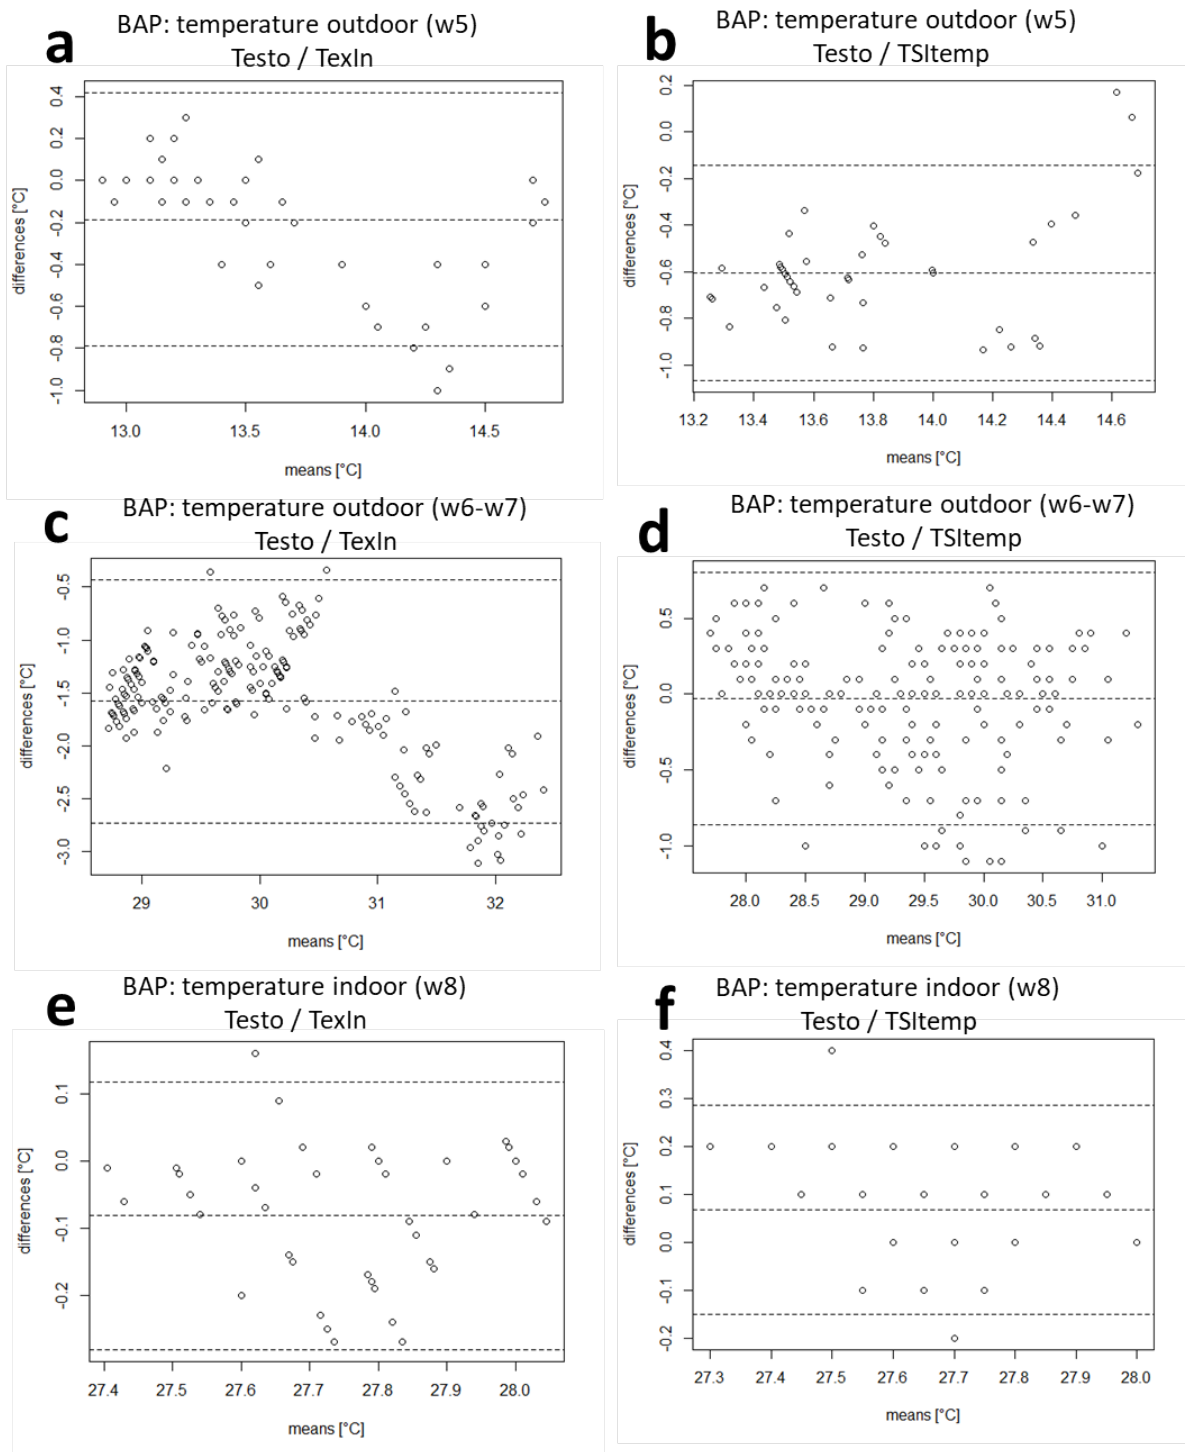 a
BAP: temperature outdoor (w5)
Testo / TexIn
differences [°C]
0.4
0.2
0.0
-0.2
-0.4
-0.6
-0.8
-1.0
13.0 13.5 14.0 14.5
means [°C]
b
BAP: temperature outdoor (w5)
Testo / TSItemp
differences [°C]
0.2
0.0
-0.2
-0.4
-0.6
-0.8
-1.0
13.2 13.4 13.6 13.8 14.0 14.2 14.4 14.6
means [°C]
c
BAP: temperature outdoor (w6-w7)
Testo / TexIn
differences [°C]
-0.5
-1.0
-1.5
-2.0
-2.5
-3.0
29 30 31 32
means [°C]
d
BAP: temperature outdoor (w6-w7)
Testo / TSItemp
differences [°C]
0.5
0.0
-0.5
-1.0
28.0 28.5 29.0 29.5 30.0 30.5 31.0
means [°C]
e
BAP: temperature indoor (w8)
Testo / TexIn
differences [°C]
0.1
0.0
-0.1
-0.2
27.4 27.5 27.6 27.7 27.8 27.9 28.0
means [°C]
f
BAP: temperature indoor (w8)
Testo / TSItemp
differences [°C]
0.4
0.3
0.2
0.1
0.0
-0.1
-0.2
27.3 27.4 27.5 27.6 27.7 27.8 27.9 28.0
means [°C]